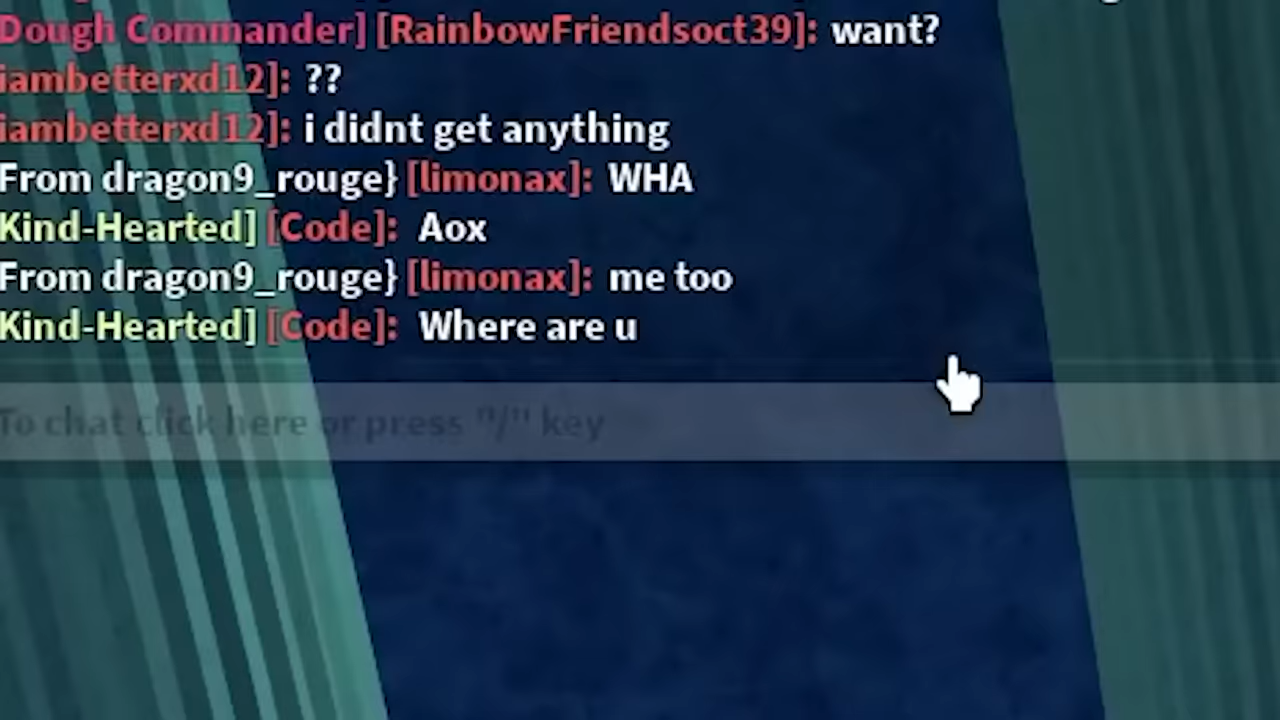 Dough Commander] [RainbowFriendsoct39]: want?
iambetterxd12]: ??
iambetterxd12]: i didnt get anything
From dragon9_rouge} [limonax]: WHA
Kind-Hearted] [Code]: Aox
From dragon9_rouge} [limonax]: me too
Kind-Hearted] [Code]: Where are u
To chat click here or press "/" key